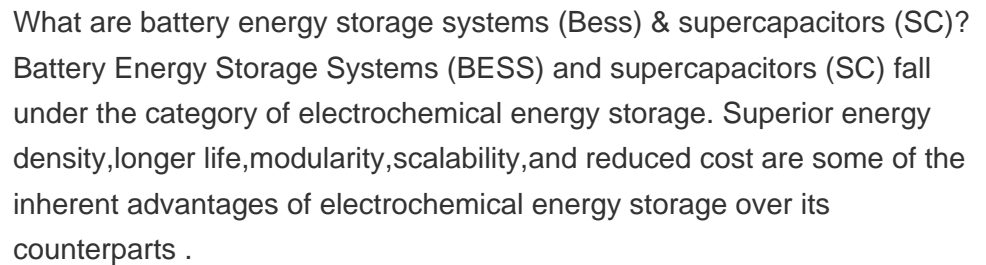 What are battery energy storage systems (Bess) & supercapacitors (SC)?
Battery Energy Storage Systems (BESS) and supercapacitors (SC) fall
under the category of electrochemical energy storage. Superior energy
density,longer life,modularity,scalability,and reduced cost are some of the
inherent advantages of electrochemical energy storage over its
counterparts .